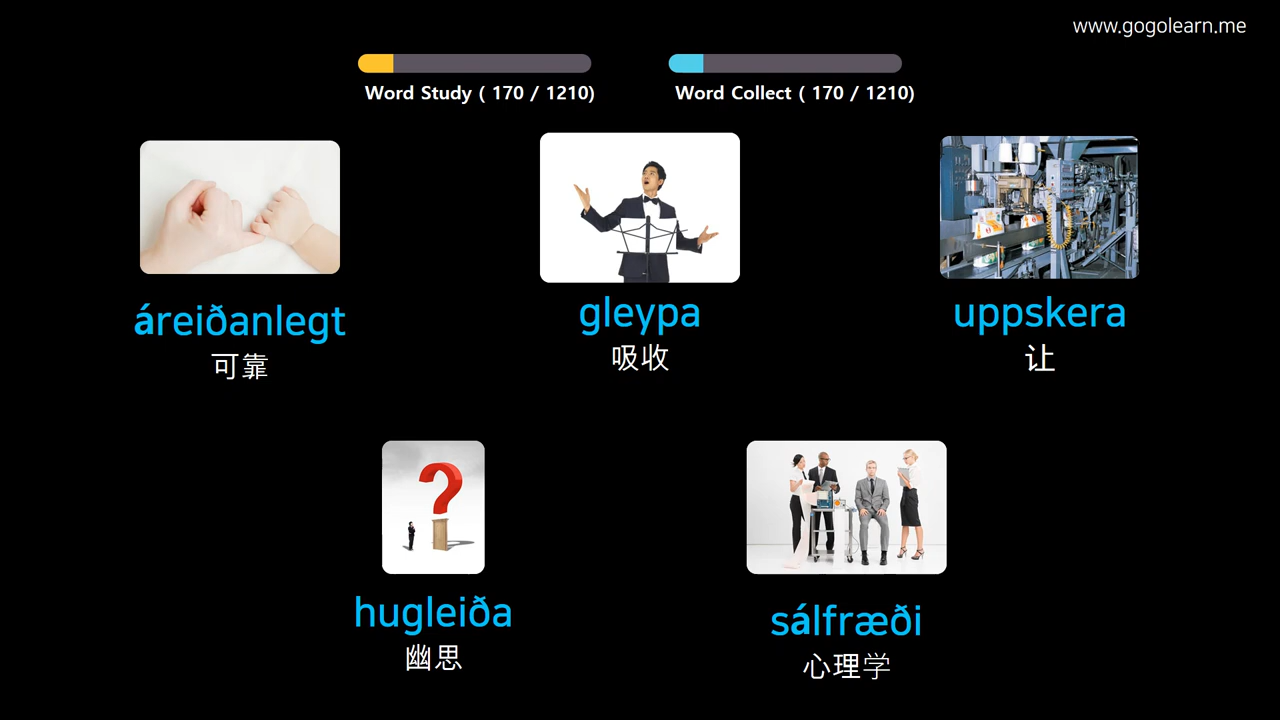 www.gogolearn.me
Word Study ( 170 / 1210)
Word Collect ( 170 / 1210)
áreiðanlegt
可靠
gleypa
吸收
uppskera
让
hugleiða
幽思
sálfræði
心理学